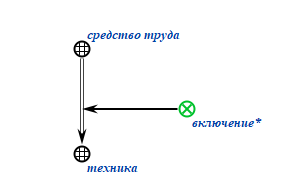 средство труда
включение*
техника